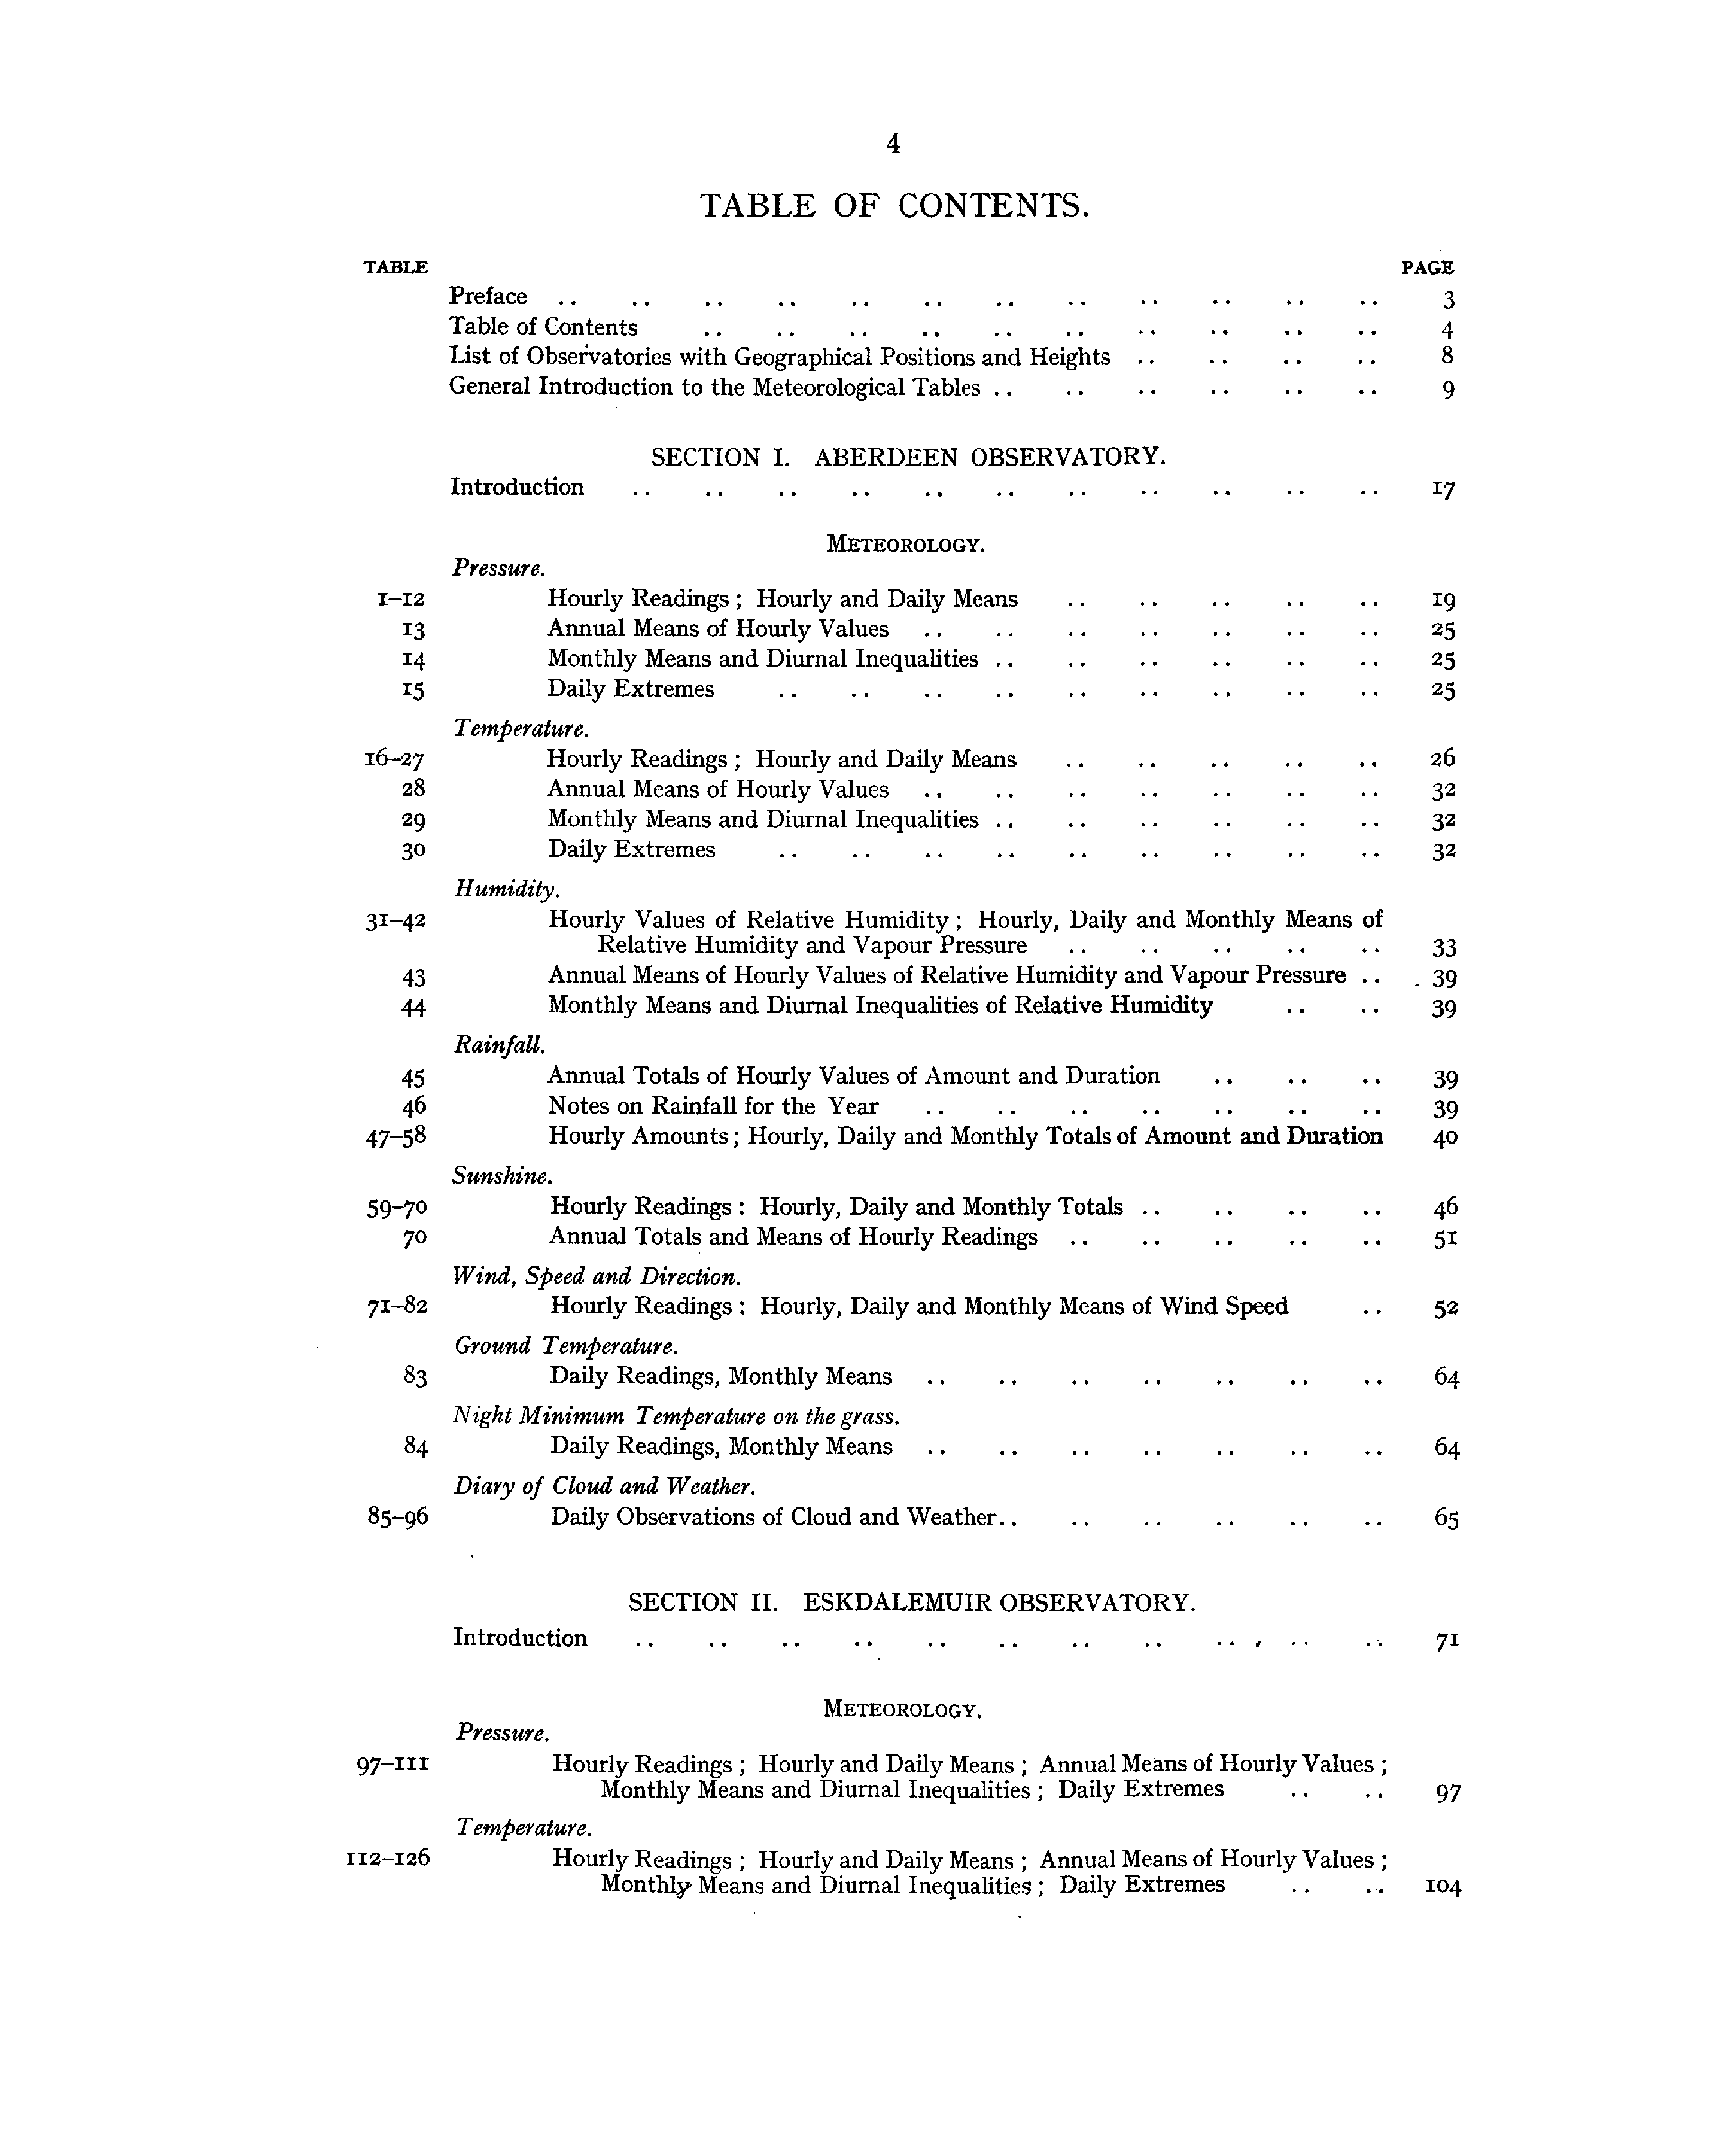 4
TABLE OF CONTENTS.
TABLE PAGE
Preface .. .. .. .. .. .. .. .. .. .. .. .. 3
Table of Contents .. .. .. .. .. .. .. .. .. .. 4
List of Observatories with Geographical Positions and Heights .. .. .. .. 8
General Introduction to the Meteorological Tables .. .. .. .. .. .. 9
SECTION I. ABERDEEN OBSERVATORY.
Introduction .. .. .. .. .. .. .. .. .. .. .. 17
METEOROLOGY.
Pressure.
1–12 Hourly Readings ; Hourly and Daily Means .. .. .. .. .. 19
13 Annual Means of Hourly Values .. .. .. .. .. .. .. 25
14 Monthly Means and Diurnal Inequalities .. .. .. .. .. .. 25
15 Daily Extremes .. .. .. .. .. .. .. .. .. 25
Temperature.
16–27 Hourly Readings ; Hourly and Daily Means .. .. .. .. .. 26
28 Annual Means of Hourly Values .. .. .. .. .. .. .. 32
29 Monthly Means and Diurnal Inequalities .. .. .. .. .. .. 32
30 Daily Extremes .. .. .. .. .. .. .. .. .. 32
Humidity.
31–42 Hourly Values of Relative Humidity ; Hourly, Daily and Monthly Means of
Relative Humidity and Vapour Pressure .. .. .. .. .. 33
43 Annual Means of Hourly Values of Relative Humidity and Vapour Pressure .. 39
44 Monthly Means and Diurnal Inequalities of Relative Humidity .. .. 39
Rainfall.
45 Annual Totals of Hourly Values of Amount and Duration .. .. .. 39
46 Notes on Rainfall for the Year .. .. .. .. .. .. .. 39
47–58 Hourly Amounts ; Hourly, Daily and Monthly Totals of Amount and Duration 40
Sunshine.
59–70 Hourly Readings : Hourly, Daily and Monthly Totals .. .. .. .. 46
70 Annual Totals and Means of Hourly Readings .. .. .. .. .. 51
Wind, Speed and Direction.
71–82 Hourly Readings : Hourly, Daily and Monthly Means of Wind Speed .. 52
Ground Temperature.
83 Daily Readings, Monthly Means .. .. .. .. .. .. .. 64
Night Minimum Temperature on the grass.
84 Daily Readings, Monthly Means .. .. .. .. .. .. .. 64
Diary of Cloud and Weather.
85–96 Daily Observations of Cloud and Weather.. .. .. .. .. .. 65
SECTION II. ESKDALEMUIR OBSERVATORY.
Introduction .. .. .. .. .. .. .. .. .. .. .. 71
METEOROLOGY.
Pressure.
97–111 Hourly Readings ; Hourly and Daily Means ; Annual Means of Hourly Values ;
Monthly Means and Diurnal Inequalities ; Daily Extremes .. .. 97
Temperature.
112–126 Hourly Readings ; Hourly and Daily Means ; Annual Means of Hourly Values ;
Monthly Means and Diurnal Inequalities ; Daily Extremes .. .. 104